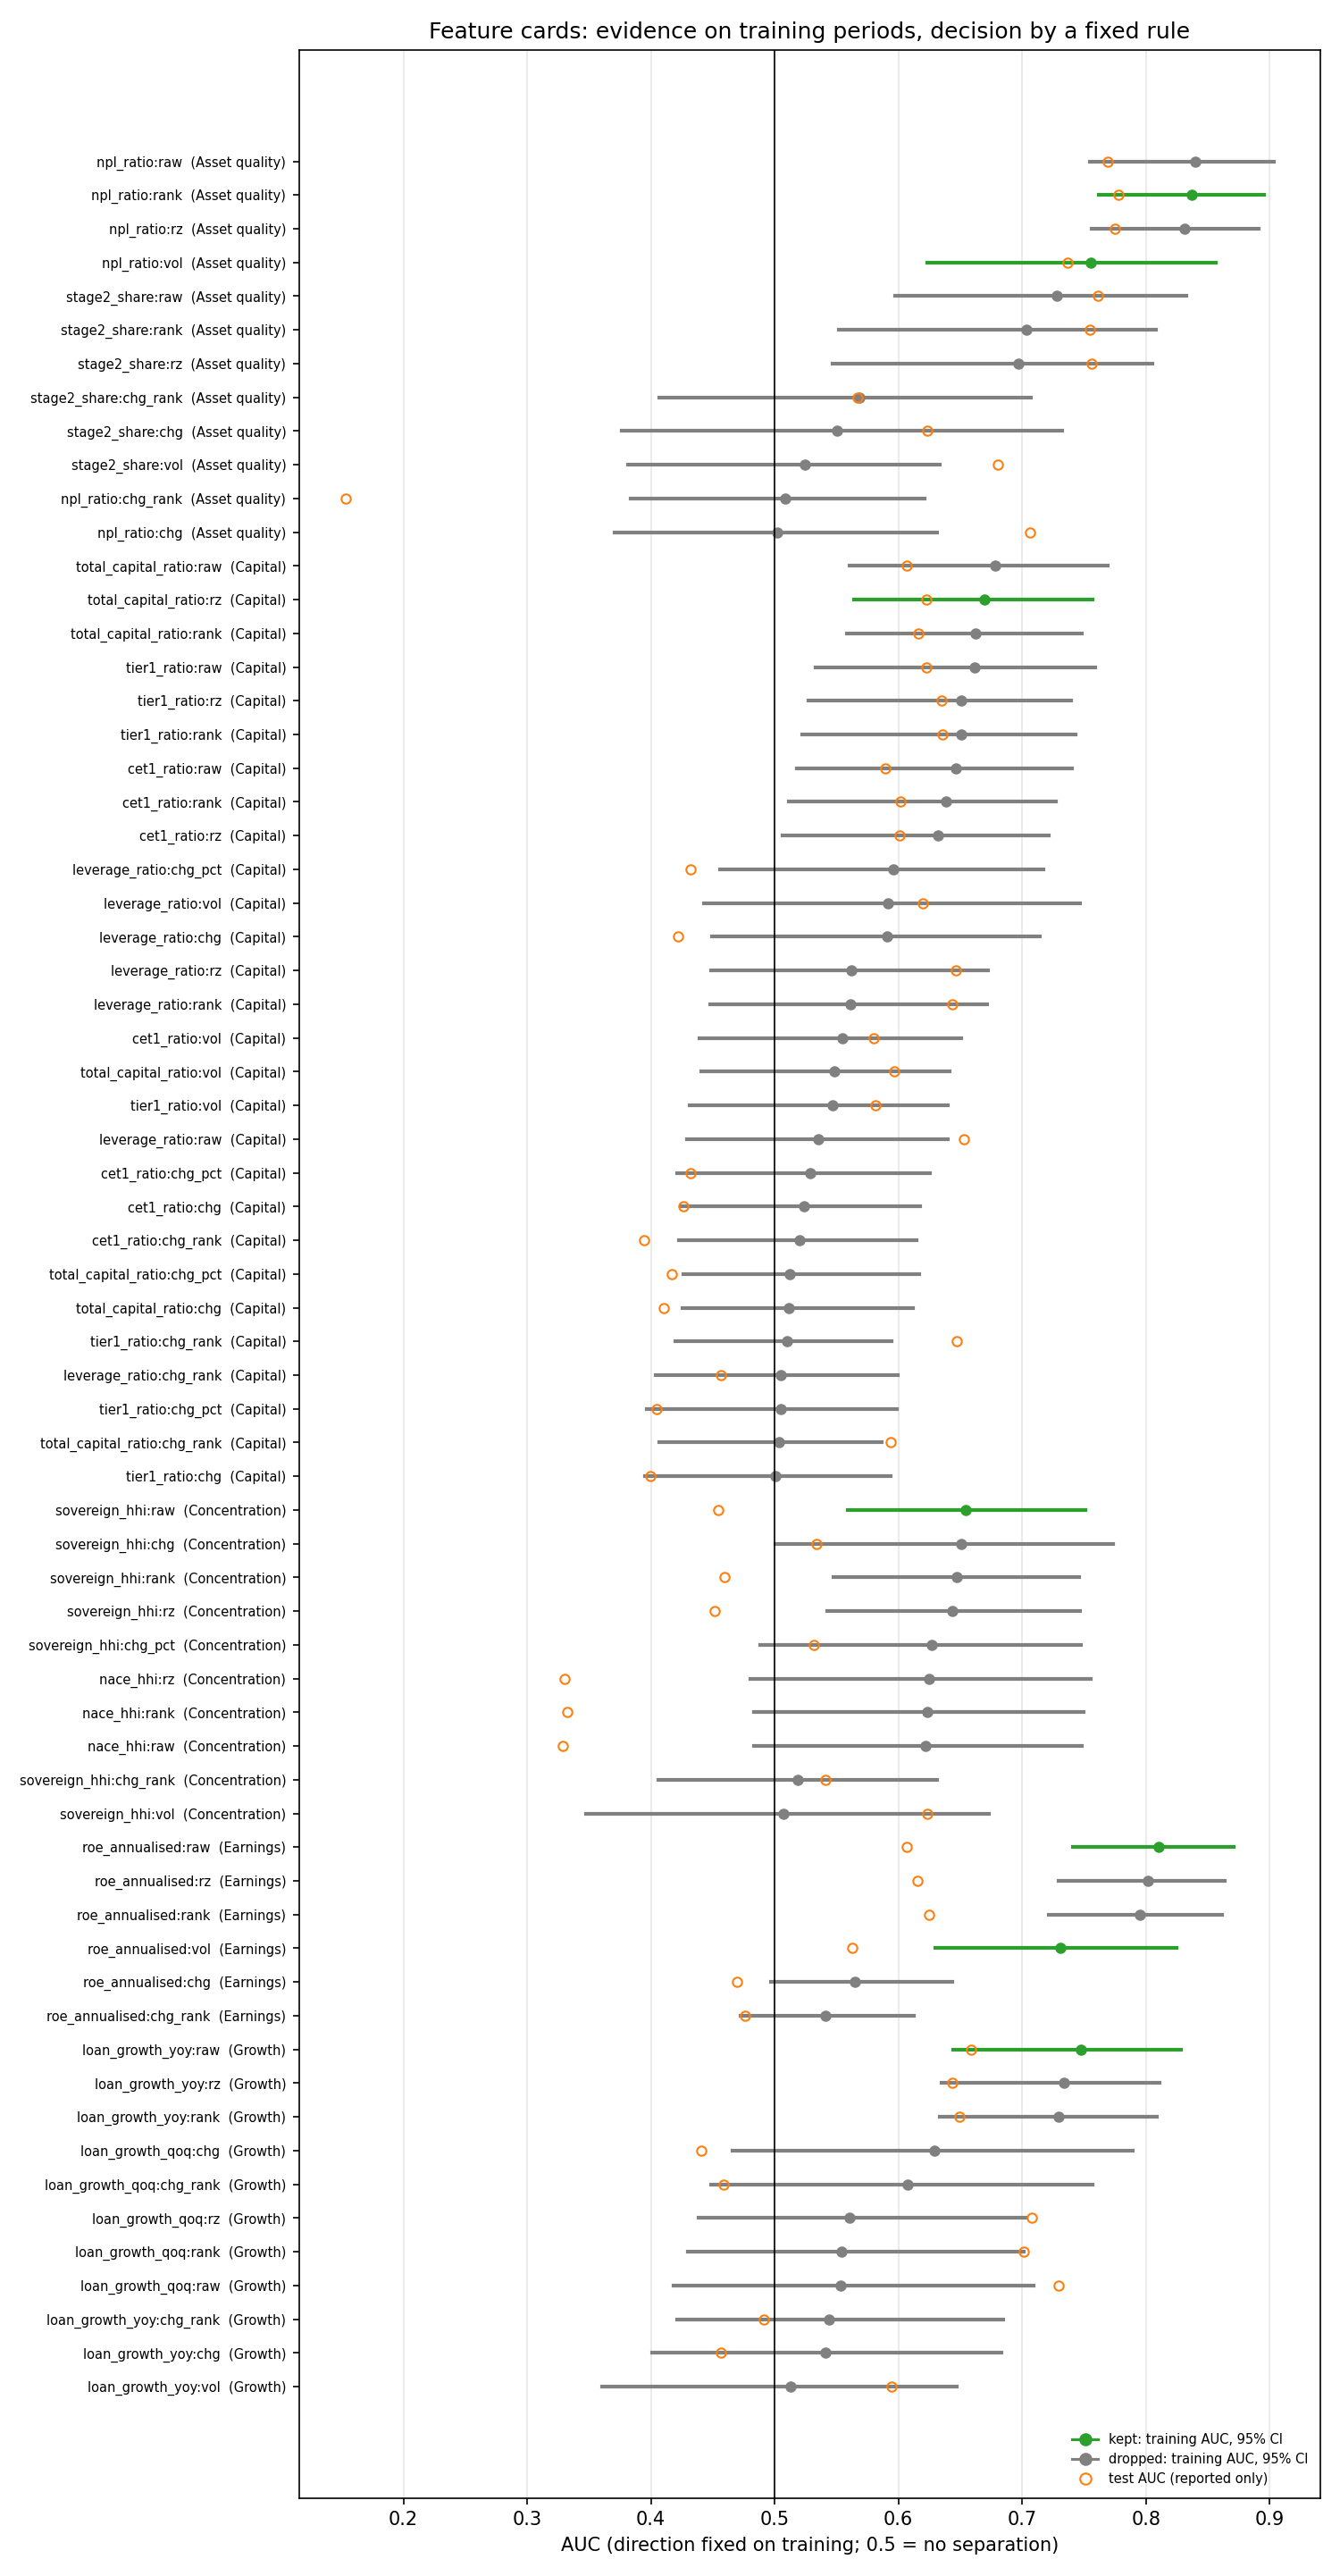 Feature cards: evidence on training periods, decision by a fixed rule
npl_ratio:raw (Asset quality)
npl_ratio:rank (Asset quality)
npl_ratio:rz (Asset quality)
npl_ratio:vol (Asset quality)
stage2_share:raw (Asset quality)
stage2_share:rank (Asset quality)
stage2_share:rz (Asset quality)
stage2_share:chg_rank (Asset quality)
stage2_share:chg (Asset quality)
stage2_share:vol (Asset quality)
npl_ratio:chg_rank (Asset quality)
npl_ratio:chg (Asset quality)
total_capital_ratio:raw (Capital)
total_capital_ratio:rz (Capital)
total_capital_ratio:rank (Capital)
tier1_ratio:raw (Capital)
tier1_ratio:rz (Capital)
tier1_ratio:rank (Capital)
cet1_ratio:raw (Capital)
cet1_ratio:rank (Capital)
cet1_ratio:rz (Capital)
leverage_ratio:chg_pct (Capital)
leverage_ratio:vol (Capital)
leverage_ratio:chg (Capital)
leverage_ratio:rz (Capital)
leverage_ratio:rank (Capital)
cet1_ratio:vol (Capital)
total_capital_ratio:vol (Capital)
tier1_ratio:vol (Capital)
leverage_ratio:raw (Capital)
cet1_ratio:chg_pct (Capital)
cet1_ratio:chg (Capital)
cet1_ratio:chg_rank (Capital)
total_capital_ratio:chg_pct (Capital)
total_capital_ratio:chg (Capital)
tier1_ratio:chg_rank (Capital)
leverage_ratio:chg_rank (Capital)
tier1_ratio:chg_pct (Capital)
total_capital_ratio:chg_rank (Capital)
tier1_ratio:chg (Capital)
sovereign_hhi:raw (Concentration)
sovereign_hhi:chg (Concentration)
sovereign_hhi:rank (Concentration)
sovereign_hhi:rz (Concentration)
sovereign_hhi:chg_pct (Concentration)
nace_hhi:rz (Concentration)
nace_hhi:rank (Concentration)
nace_hhi:raw (Concentration)
sovereign_hhi:chg_rank (Concentration)
sovereign_hhi:vol (Concentration)
roe_annualised:raw (Earnings)
roe_annualised:rz (Earnings)
roe_annualised:rank (Earnings)
roe_annualised:vol (Earnings)
roe_annualised:chg (Earnings)
roe_annualised:chg_rank (Earnings)
loan_growth_yoy:raw (Growth)
loan_growth_yoy:rz (Growth)
loan_growth_yoy:rank (Growth)
loan_growth_qoq:chg (Growth)
loan_growth_qoq:chg_rank (Growth)
loan_growth_qoq:rz (Growth)
loan_growth_qoq:rank (Growth)
loan_growth_qoq:raw (Growth)
loan_growth_yoy:chg_rank (Growth)
loan_growth_yoy:chg (Growth)
loan_growth_yoy:vol (Growth)
kept: training AUC, 95% CI
dropped: training AUC, 95% CI
test AUC (reported only)
0.2 0.3 0.4 0.5 0.6 0.7 0.8 0.9
AUC (direction fixed on training; 0.5 = no separation)